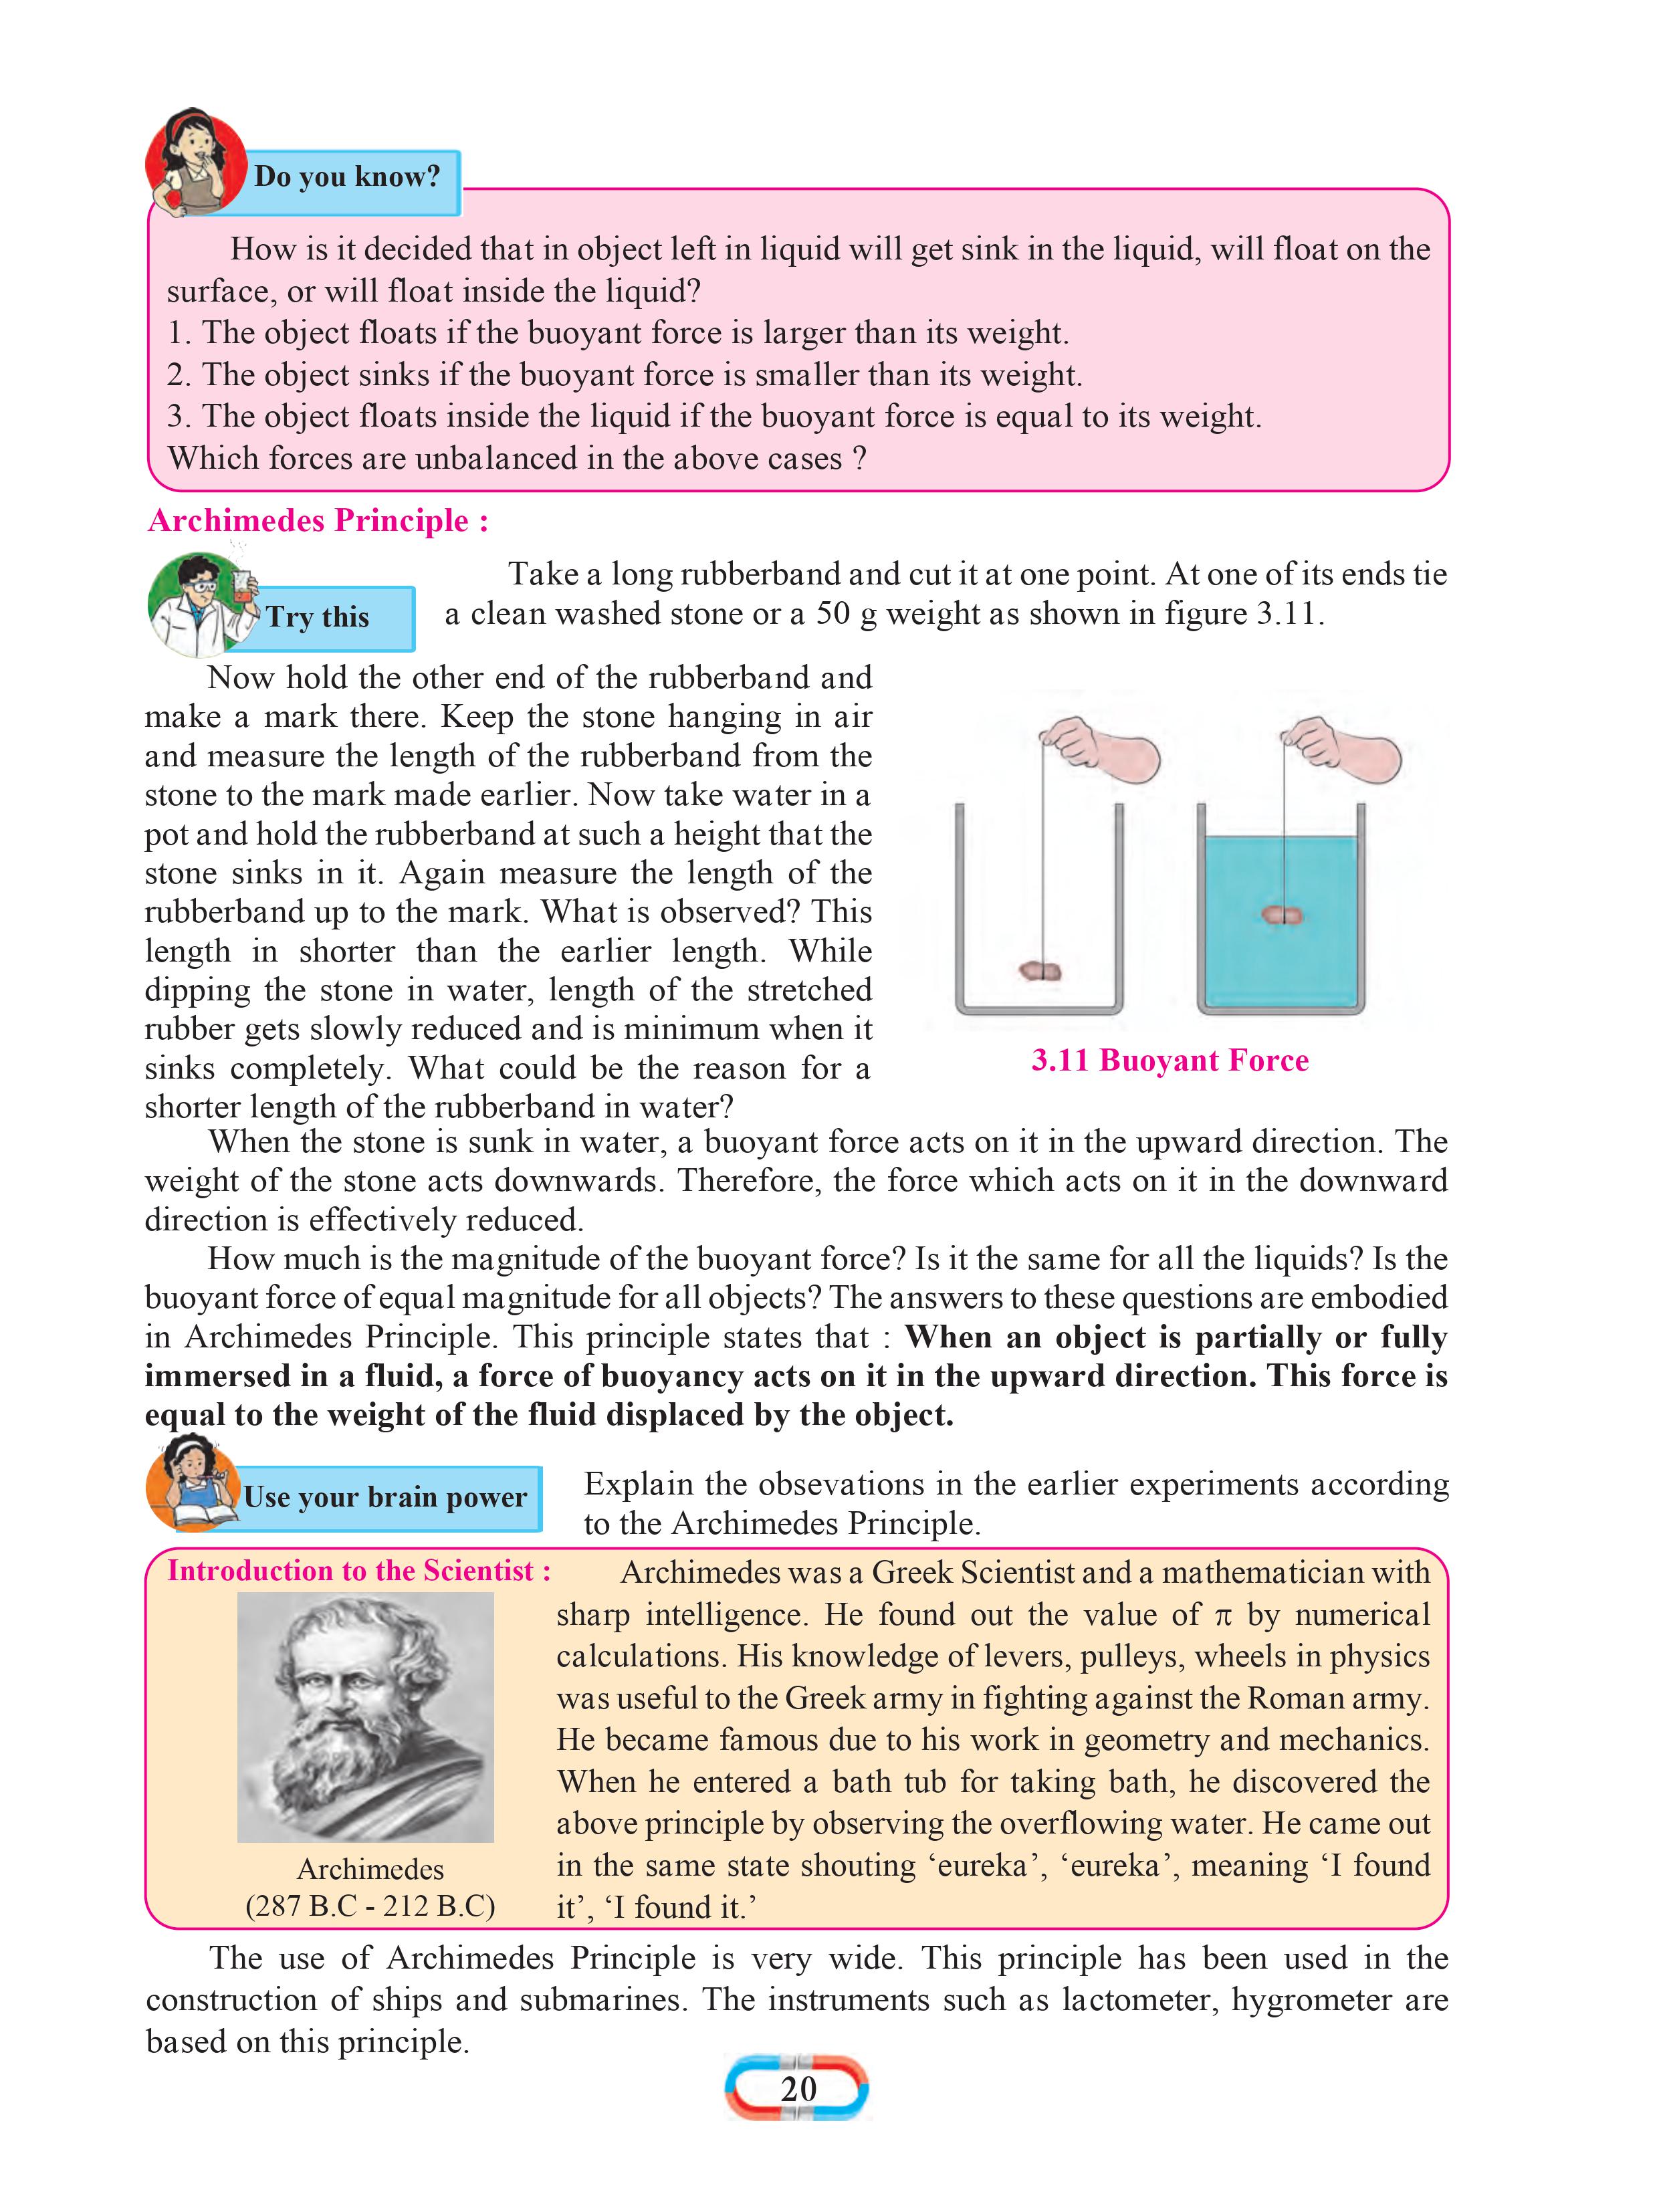 Do you know?
How is it decided that in object left in liquid will get sink in the liquid, will float on the
surface, or will float inside the liquid?
1. The object floats if the buoyant force is larger than its weight.
2. The object sinks if the buoyant force is smaller than its weight.
3. The object floats inside the liquid if the buoyant force is equal to its weight.
Which forces are unbalanced in the above cases ?
Archimedes Principle :
Try this
Take a long rubberband and cut it at one point. At one of its ends tie
a clean washed stone or a 50 g weight as shown in figure 3.11.
Now hold the other end of the rubberband and
make a mark there. Keep the stone hanging in air
and measure the length of the rubberband from the
stone to the mark made earlier. Now take water in a
pot and hold the rubberband at such a height that the
stone sinks in it. Again measure the length of the
rubberband up to the mark. What is observed? This
length in shorter than the earlier length. While
dipping the stone in water, length of the stretched
rubber gets slowly reduced and is minimum when it
sinks completely. What could be the reason for a
shorter length of the rubberband in water?
3.11 Buoyant Force
When the stone is sunk in water, a buoyant force acts on it in the upward direction. The
weight of the stone acts downwards. Therefore, the force which acts on it in the downward
direction is effectively reduced.
How much is the magnitude of the buoyant force? Is it the same for all the liquids? Is the
buoyant force of equal magnitude for all objects? The answers to these questions are embodied
in Archimedes Principle. This principle states that : When an object is partially or fully
immersed in a fluid, a force of buoyancy acts on it in the upward direction. This force is
equal to the weight of the fluid displaced by the object.
Use your brain power
Explain the obsevations in the earlier experiments according
to the Archimedes Principle.
Introduction to the Scientist :
Archimedes was a Greek Scientist and a mathematician with
sharp intelligence. He found out the value of π by numerical
calculations. His knowledge of levers, pulleys, wheels in physics
was useful to the Greek army in fighting against the Roman army.
He became famous due to his work in geometry and mechanics.
When he entered a bath tub for taking bath, he discovered the
above principle by observing the overflowing water. He came out
in the same state shouting ‘eureka’, ‘eureka’, meaning ‘I found
it’, ‘I found it.’
Archimedes
(287 B.C - 212 B.C)
The use of Archimedes Principle is very wide. This principle has been used in the
construction of ships and submarines. The instruments such as lactometer, hygrometer are
based on this principle.
20